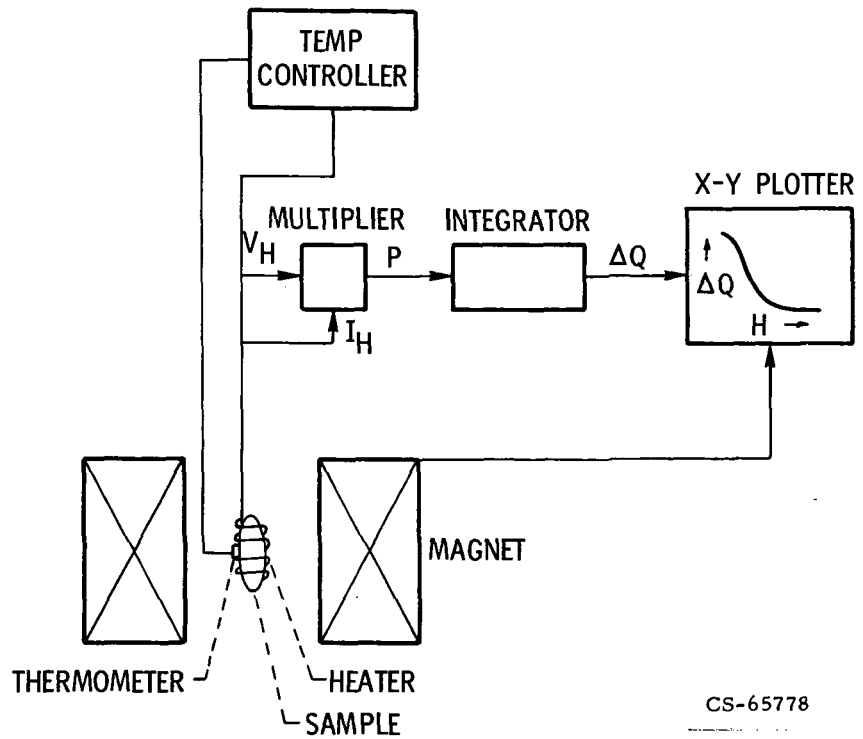 TEMP
CONTROLLER
X-Y PLOTTER
MULTIPLIER
INTEGRATOR
V_H
P
ΔQ
ΔQ
H
I_H
MAGNET
THERMOMETER
HEATER
SAMPLE
CS-65778